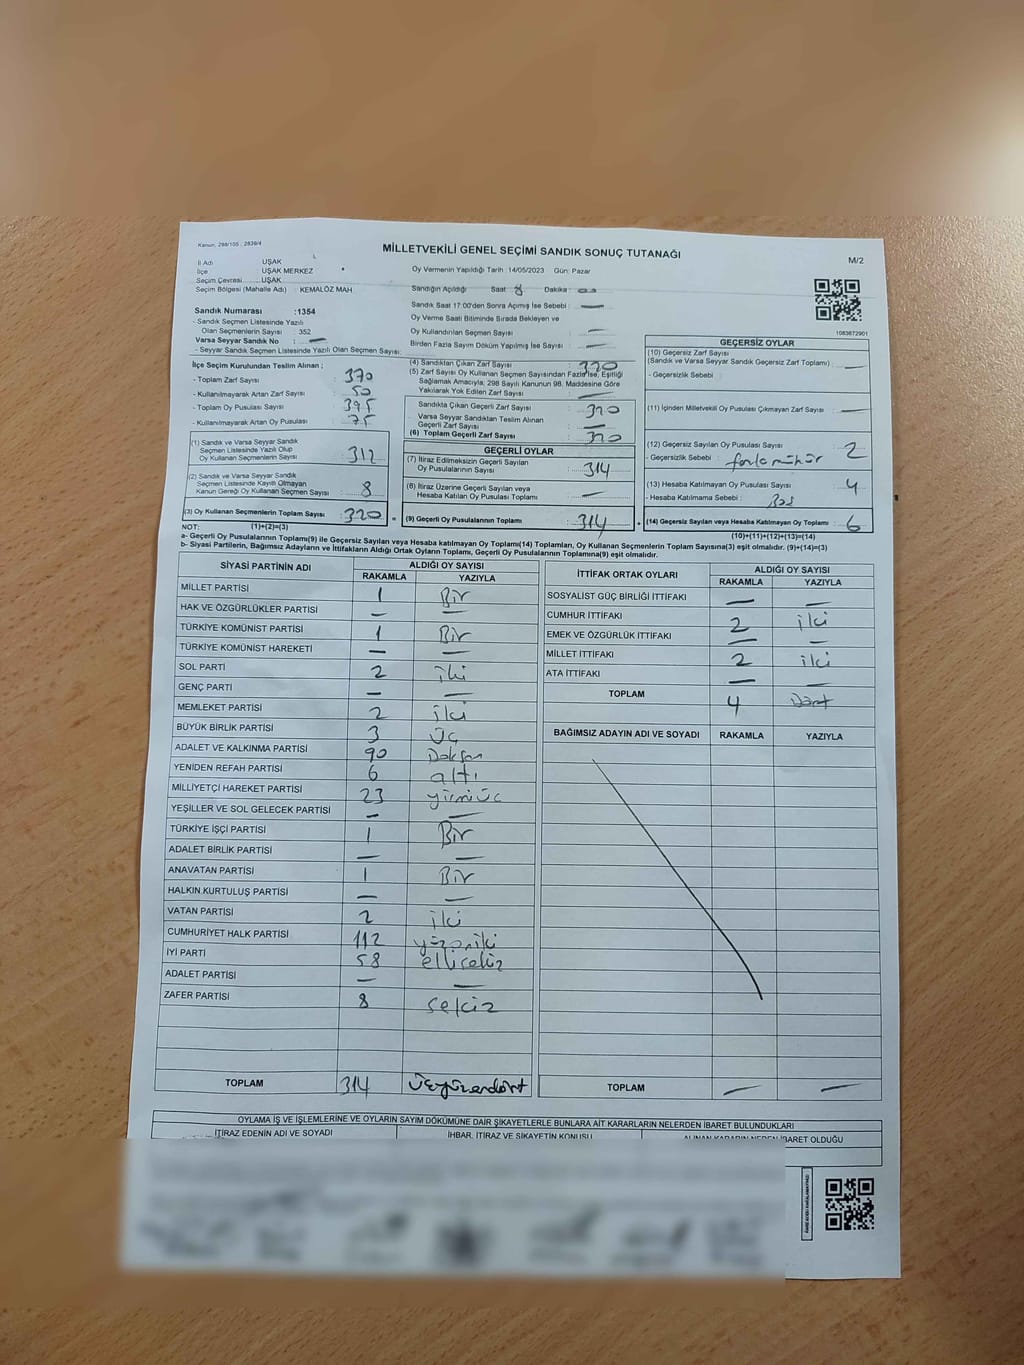 Kanun, 298/105 , 2839/4
MİLLETVEKİLİ GENEL SEÇİMİ SANDIK SONUÇ TUTANAĞI
M/2
İl Adı UŞAK
İlçe UŞAK MERKEZ
Seçim Çevresi UŞAK
Seçim Bölgesi (Mahalle Adı) : KEMALÖZ MAH.
Oy Vermenin Yapıldığı Tarih :14/05/2023 Gün: Pazar
Sandığın Açıldığı Saat : 8 Dakika :
Sandık Saat 17:00'den Sonra Açılmış İse Sebebi : —
Oy Verme Saati Bitiminde Sırada Bekleyen ve
Oy Kullandırılan Seçmen Sayısı : —
Birden Fazla Sayım Döküm Yapılmış İse Sayısı : —
1083872901
Sandık Numarası :1354
- Sandık Seçmen Listesinde Yazılı
Olan Seçmenlerin Sayısı : 352
Varsa Seyyar Sandık No : —
- Seyyar Sandık Seçmen Listesinde Yazılı Olan Seçmen Sayısı:
İlçe Seçim Kurulundan Teslim Alınan ;
- Toplam Zarf Sayısı : 370
- Kullanılmayarak Artan Zarf Sayısı : 50
- Toplam Oy Pusulası Sayısı : 395
- Kullanılmayarak Artan Oy Pusulası : 75
(1) Sandık ve Varsa Seyyar Sandık
Seçmen Listesinde Yazılı Olup
Oy Kullanan Seçmenlerin Sayısı : 312
(2) Sandık ve Varsa Seyyar Sandık
Seçmen Listesinde Kayıtlı Olmayan
Kanun Gereği Oy Kullanan Seçmen Sayısı : 8
(3) Oy Kullanan Seçmenlerin Toplam Sayısı : 320
(4) Sandıktan Çıkan Zarf Sayısı : 320
(5) Zarf Sayısı Oy Kullanan Seçmen Sayısından Fazla İse, Eşitliği
Sağlamak Amacıyla, 298 Sayılı Kanunun 98. Maddesine Göre
Yakılarak Yok Edilen Zarf Sayısı : —
Sandıkta Çıkan Geçerli Zarf Sayısı : 320
Varsa Seyyar Sandıktan Teslim Alınan
Geçerli Zarf Sayısı : —
(6) Toplam Geçerli Zarf Sayısı : 320
GEÇERLİ OYLAR
(7) İtiraz Edilmeksizin Geçerli Sayılan
Oy Pusulalarının Sayısı : 314
(8) İtiraz Üzerine Geçerli Sayılan veya
Hesaba Katılan Oy Pusulası Toplamı : —
(9) Geçerli Oy Pusulalarının Toplamı : 314
GEÇERSİZ OYLAR
(10) Geçersiz Zarf Sayısı
(Sandık ve Varsa Seyyar Sandık Geçersiz Zarf Toplamı) : —
- Geçersizlik Sebebi :
(11) İçinden Milletvekili Oy Pusulası Çıkmayan Zarf Sayısı : —
(12) Geçersiz Sayılan Oy Pusulası Sayısı : 2
- Geçersizlik Sebebi : fazla mühür
(13) Hesaba Katılmayan Oy Pusulası Sayısı : 4
- Hesaba Katılmama Sebebi : Boş
(14) Geçersiz Sayılan veya Hesaba Katılmayan Oy Toplamı : 6
NOT: (1)+(2)=(3) (10)+(11)+(12)+(13)=(14)
a- Geçerli Oy Pusulalarının Toplamı(9) ile Geçersiz Sayılan veya Hesaba katılmayan Oy Toplamı(14) Toplamları, Oy Kullanan Seçmenlerin Toplam Sayısına(3) eşit olmalıdır. (9)+(14)=(3)
b- Siyasi Partilerin, Bağımsız Adayların ve İttifakların Aldığı Ortak Oyların Toplamı, Geçerli Oy Pusulalarının Toplamına(9) eşit olmalıdır.
SİYASİ PARTİNİN ADI ALDIĞI OY SAYISI
RAKAMLA YAZIYLA
MİLLET PARTİSİ 1 Bir
HAK VE ÖZGÜRLÜKLER PARTİSİ — —
TÜRKİYE KOMÜNİST PARTİSİ 1 Bir
TÜRKİYE KOMÜNİST HAREKETİ — —
SOL PARTİ 2 iki
GENÇ PARTİ — —
MEMLEKET PARTİSİ 2 iki
BÜYÜK BİRLİK PARTİSİ 3 üç
ADALET VE KALKINMA PARTİSİ 90 Doksan
YENİDEN REFAH PARTİSİ 6 altı
MİLLİYETÇİ HAREKET PARTİSİ 23 yirmiüç
YEŞİLLER VE SOL GELECEK PARTİSİ — —
TÜRKİYE İŞÇİ PARTİSİ 1 Bir
ADALET BİRLİK PARTİSİ — —
ANAVATAN PARTİSİ 1 Bir
HALKIN KURTULUŞ PARTİSİ — —
VATAN PARTİSİ 2 iki
CUMHURİYET HALK PARTİSİ 112 yüzoniki
İYİ PARTİ 58 ellisekiz
ADALET PARTİSİ — —
ZAFER PARTİSİ 8 sekiz
TOPLAM 314 üçyüzondört
İTTİFAK ORTAK OYLARI ALDIĞI OY SAYISI
RAKAMLA YAZIYLA
SOSYALİST GÜÇ BİRLİĞİ İTTİFAKI — —
CUMHUR İTTİFAKI 2 iki
EMEK VE ÖZGÜRLÜK İTTİFAKI — —
MİLLET İTTİFAKI 2 iki
ATA İTTİFAKI — —
TOPLAM 4 Dört
BAĞIMSIZ ADAYIN ADI VE SOYADI RAKAMLA YAZIYLA
TOPLAM — —
OYLAMA İŞ VE İŞLEMLERİNE VE OYLARIN SAYIM DÖKÜMÜNE DAİR ŞİKAYETLERLE BUNLARA AİT KARARLARIN NELERDEN İBARET BULUNDUKLARI
İTİRAZ EDENİN ADI VE SOYADI İHBAR, İTİRAZ VE ŞİKAYETİN KONUSU ALINAN KARARIN NEDEN İBARET OLDUĞU